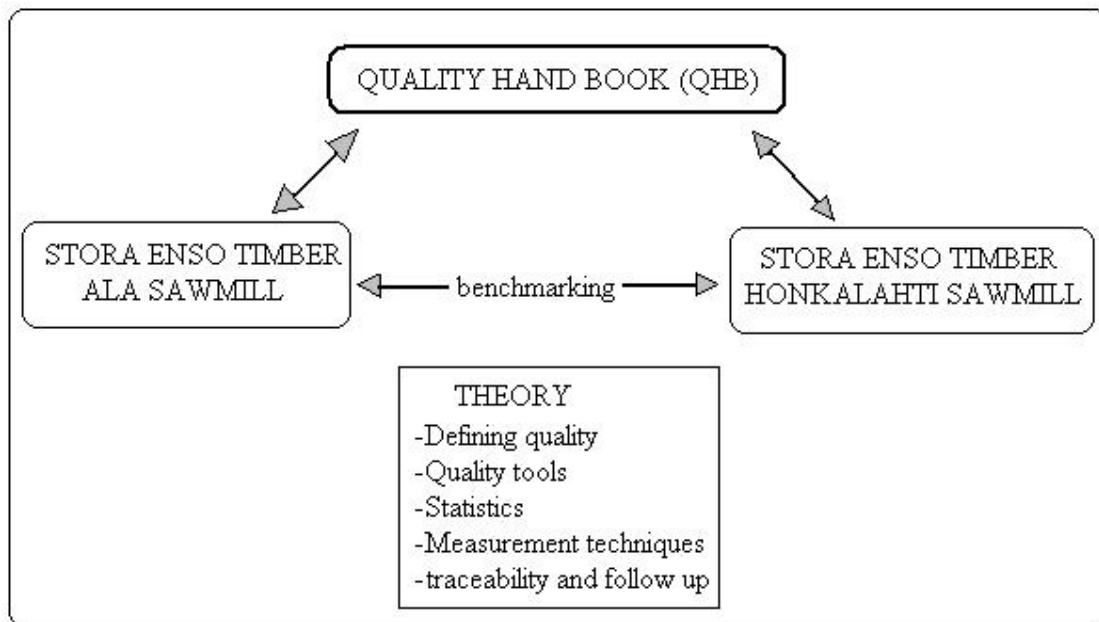 QUALITY HAND BOOK (QHB)
STORA ENSO TIMBER
ALA SAWMILL
benchmarking
STORA ENSO TIMBER
HONKALAHTI SAWMILL
THEORY
-Defining quality
-Quality tools
-Statistics
-Measurement techniques
-traceability and follow up